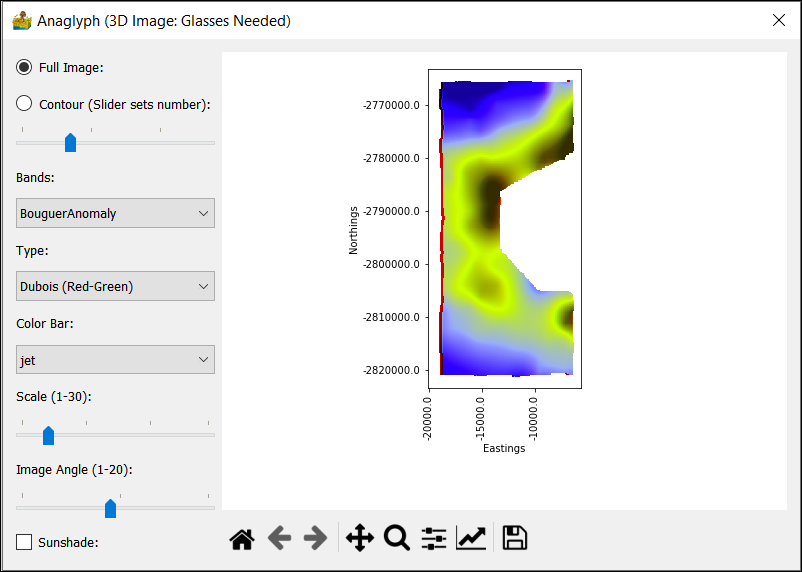 Anaglyph (3D Image: Glasses Needed)
Full Image:
Contour (Slider sets number):
Bands:
BouguerAnomaly
Type:
Dubois (Red-Green)
Color Bar:
jet
Scale (1-30):
Image Angle (1-20):
Sunshade:
-2770000.0
-2780000.0
-2790000.0
-2800000.0
-2810000.0
-2820000.0
Northings
-20000.0
-15000.0
-10000.0
Eastings